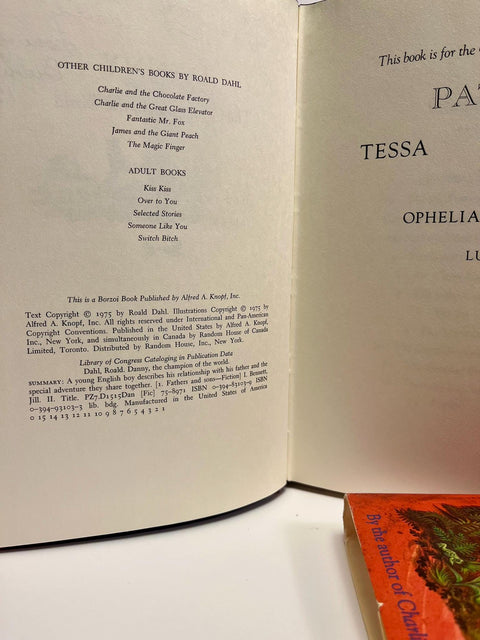 OTHER CHILDREN'S BOOKS BY ROALD DAHL
Charlie and the Chocolate Factory
Charlie and the Great Glass Elevator
Fantastic Mr. Fox
James and the Giant Peach
The Magic Finger
ADULT BOOKS
Kiss Kiss
Over to You
Selected Stories
Someone Like You
Switch Bitch
This is a Borzoi Book Published by Alfred A. Knopf, Inc.
Text Copyright © 1975 by Roald Dahl. Illustrations Copyright © 1975 by
Alfred A. Knopf, Inc. All rights reserved under International and Pan-American
Copyright Conventions. Published in the United States by Alfred A. Knopf,
Inc., New York, and simultaneously in Canada by Random House of Canada
Limited, Toronto. Distributed by Random House, Inc., New York.
Library of Congress Cataloging in Publication Data
Dahl, Roald. Danny, the champion of the world.
SUMMARY: A young English boy describes his relationship with his father and the
special adventure they share together. [1. Fathers and sons—Fiction] I. Bennett,
Jill. II. Title. PZ7.D1515Dan [Fic] 75-8971 ISBN 0-394-83103-9 ISBN
0-394-93103-3 lib. bdg. Manufactured in the United States of America
0 15 14 13 12 11 10 9 8 7 6 5 4 3 2 1
This book is for the
PAT
TESSA
OPHELIA
LU
By the author of Charli